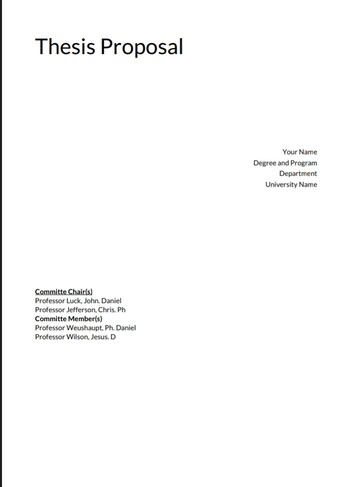 Thesis Proposal
Your Name
Degree and Program
Department
University Name
Committe Chair(s)
Professor Luck, John. Daniel
Professor Jefferson, Chris. Ph
Committe Member(s)
Professor Weushaupt, Ph. Daniel
Professor Wilson, Jesus. D